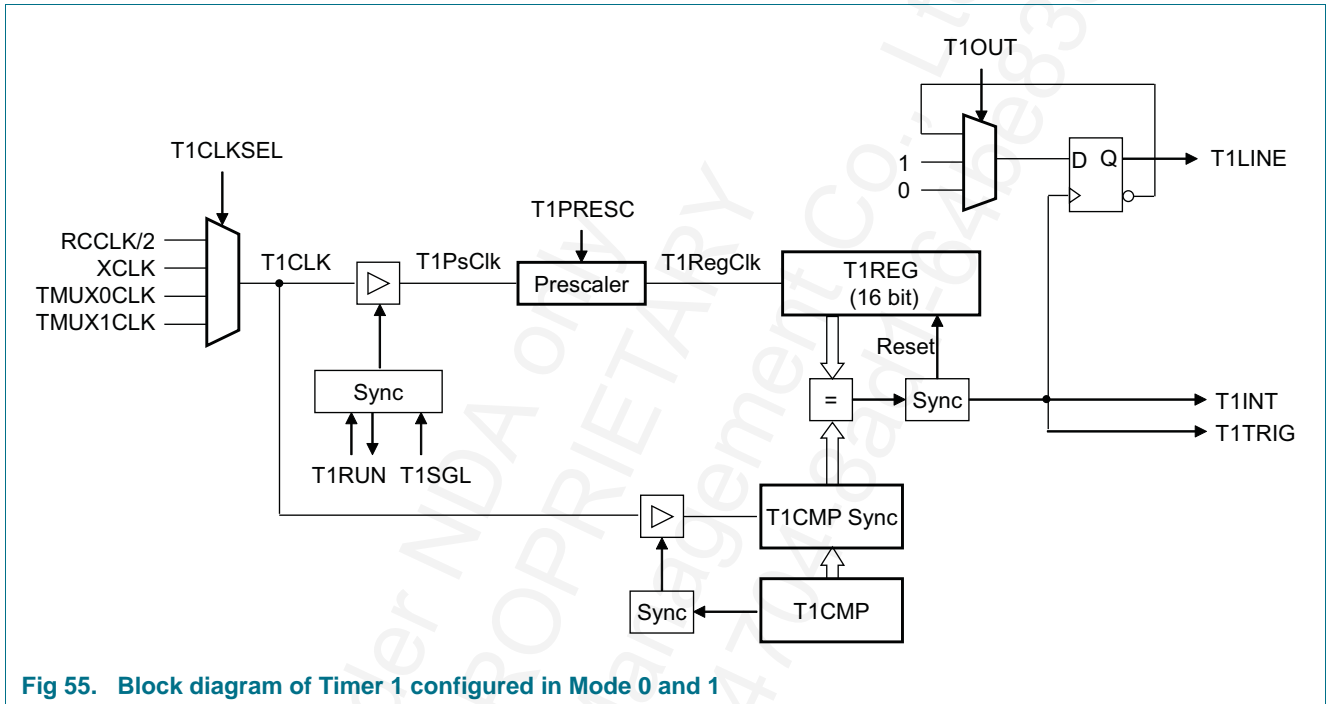 T1OUT
T1CLKSEL
1
0
D Q
T1LINE
T1PRESC
RCCLK/2
XCLK
TMUX0CLK
TMUX1CLK
T1CLK
T1PsClk
Prescaler
T1RegClk
T1REG
(16 bit)
Reset
Sync
=
Sync
T1INT
T1TRIG
T1RUN
T1SGL
T1CMP Sync
Sync
T1CMP
Fig 55. Block diagram of Timer 1 configured in Mode 0 and 1